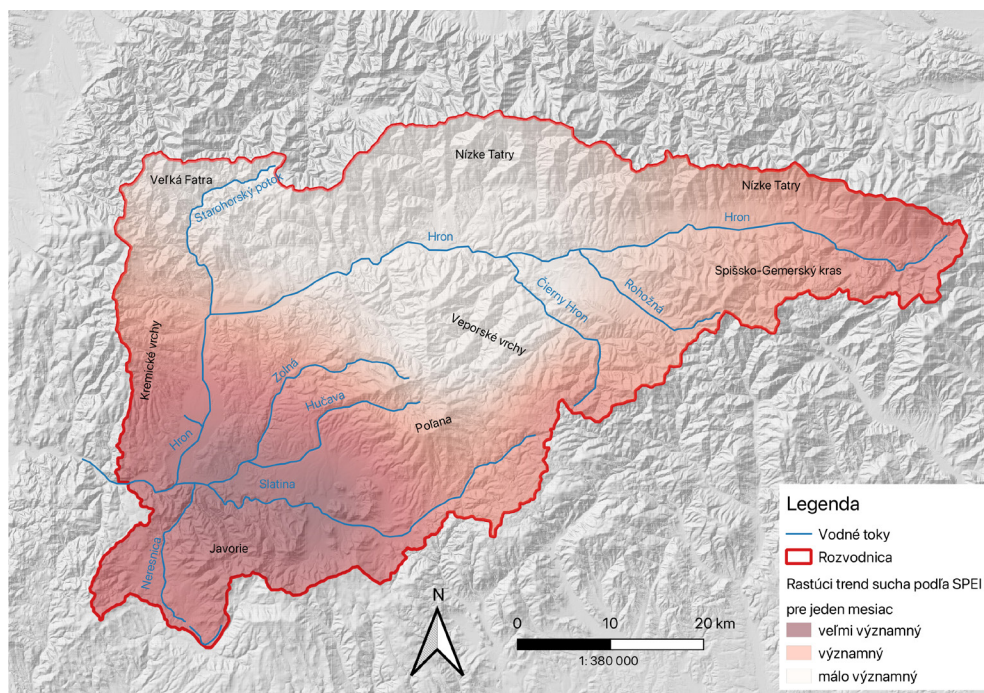 Nízke Tatry
Veľká Fatra
Nízke Tatry
Starohorský potok
Hron
Hron
Spišsko-Gemerský kras
Čierny Hron
Rohožná
Veporské vrchy
Kremické vrchy
Zolná
Hučava
Poľana
Hron
Slatina
Javorie
Neresnica
N
0 10 20 km
1: 380 000
Legenda
Vodné toky
Rozvodnica
Rastúci trend sucha podľa SPEI
pre jeden mesiac
veľmi významný
významný
málo významný